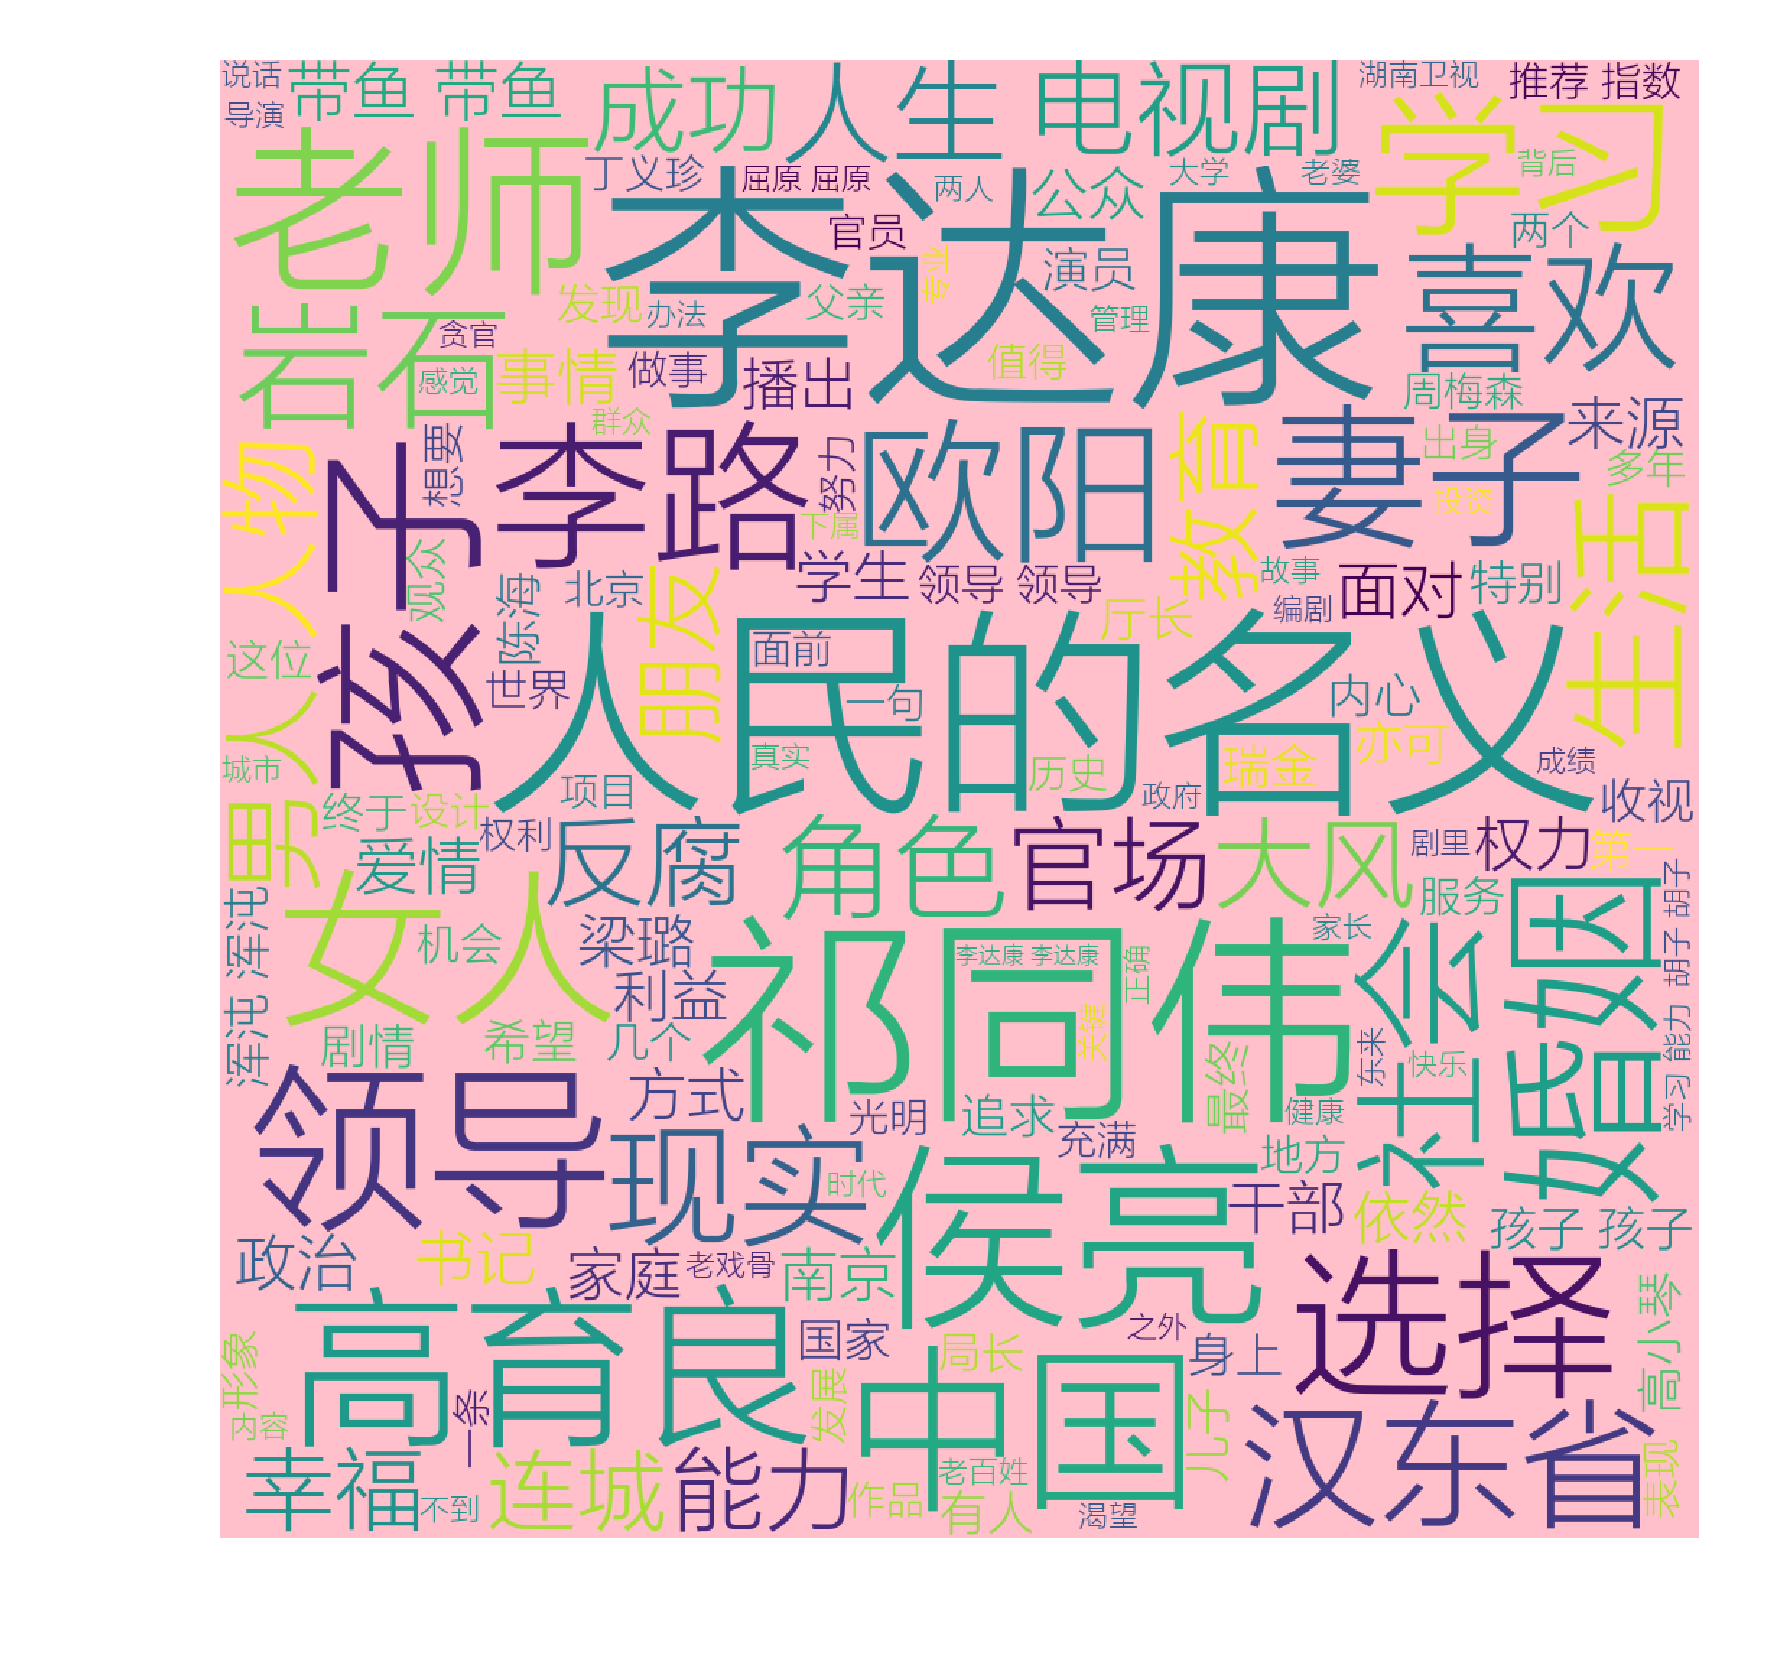 说话
导演
带鱼 带鱼
成功
人生
电视剧
湖南卫视
推荐 指数
学习
老师
丁义珍
屈原 屈原
两人
公众
大学
老婆
背后
李达康
官员
专业
演员
两个
喜欢
岩石
贪官
感觉
发现
办法
父亲
管理
事情
做事
播出
值得
周梅森
来源
群众
人物
孩子
想要
李路
努力
欧阳
教育
妻子
出身
多年
投资
下属
观众
陈海
北京
朋友
学生
领导 领导
厅长
故事
编剧
面对
特别
生活
这位
世界
人民的名义
面前
一句
内心
男人
城市
真实
历史
瑞金
亦可
政府
成绩
终于
设计
项目
权利
收视
爱情
反腐
角色
官场
大风
剧里
权力
第一
浑沌 浑沌
女人
机会
梁璐
利益
祁同伟
李达康 李达康
正确
关键
家长
社会
服务
婚姻
胡子 胡子
剧情
希望
几个
最终
东来
快乐
学习 能力
领导
方式
现实
光明
追求
充满
健康
时代
侯亮
地方
干部
依然
孩子 孩子
政治
书记
家庭
老戏骨
南京
选择
高小琴
形象
高育良
国家
局长
之外
身上
内容
一条
发展
中国
儿子
汉东省
表现
幸福
不到
连城
能力
作品
老百姓
有人
渴望